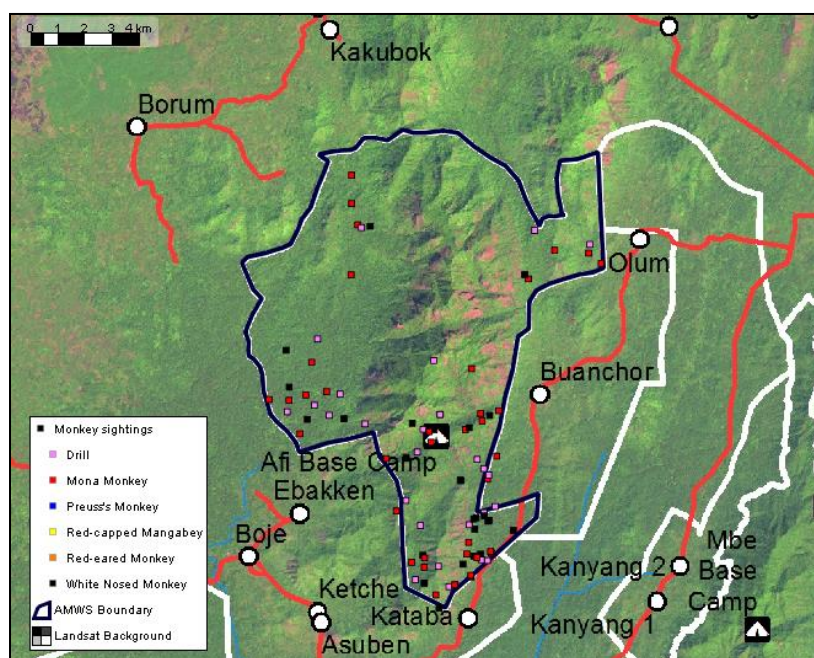 0 1 2 3 4 km
Kakubok
Borum
Olum
Buanchor
Afi Base Camp
Ebakken
Boje
Ketche
Asuben
Kataba
Kanyang 2
Kanyang 1
Mbe
Base
Camp
Monkey sightings
Drill
Mona Monkey
Preuss's Monkey
Red-capped Mangabey
Red-eared Monkey
White Nosed Monkey
AMWS Boundary
Landsat Background